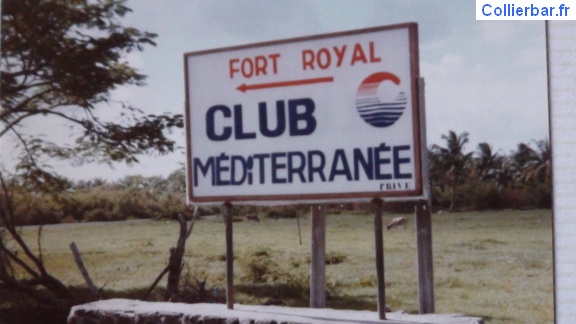 Collierbar.fr
FORT ROYAL
CLUB
MÉDITERRANÉE
PRIVÉ